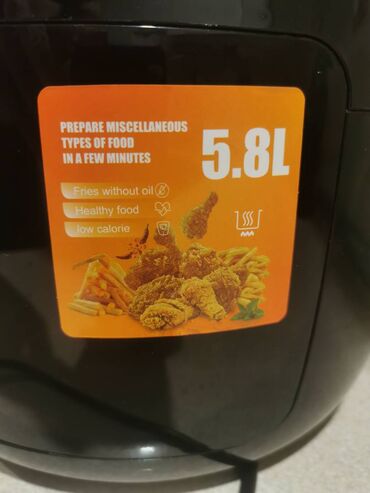 PREPARE MISCELLANEOUS
TYPES OF FOOD
IN A FEW MINUTES
5.8L
Fries without oil
Healthy food
low calorie